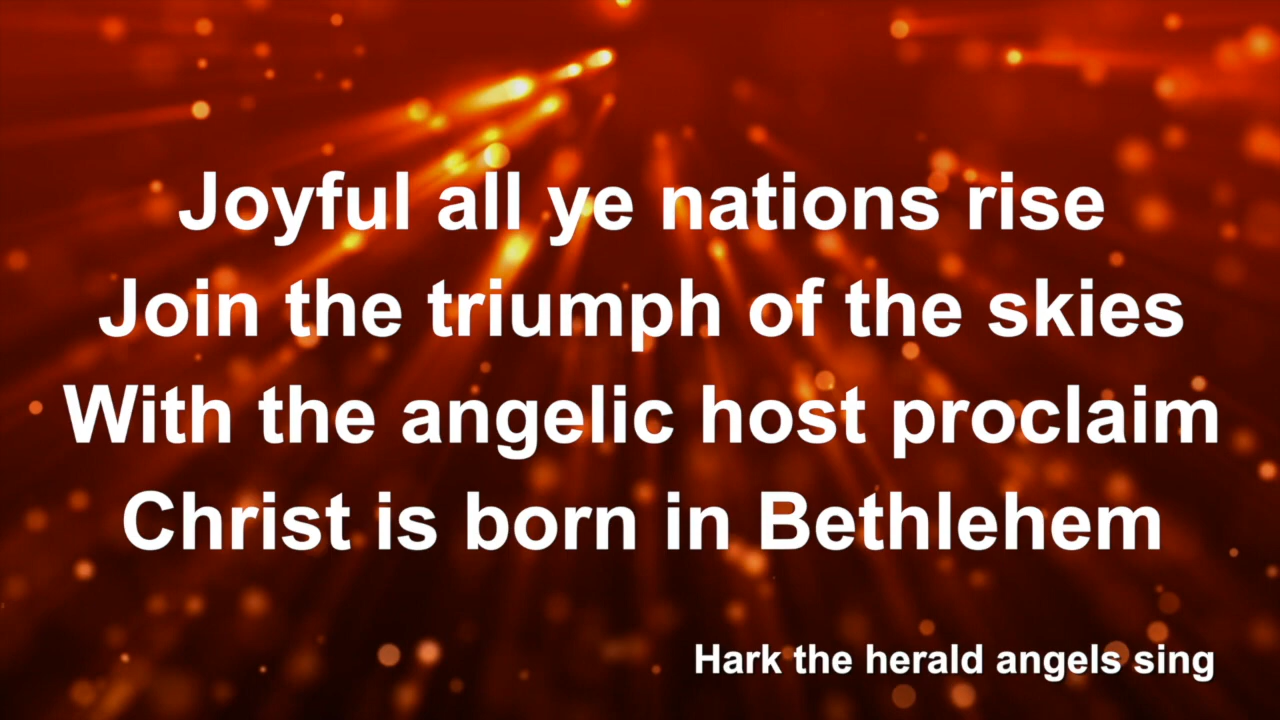 Joyful all ye nations rise
Join the triumph of the skies
With the angelic host proclaim
Christ is born in Bethlehem
Hark the herald angels sing